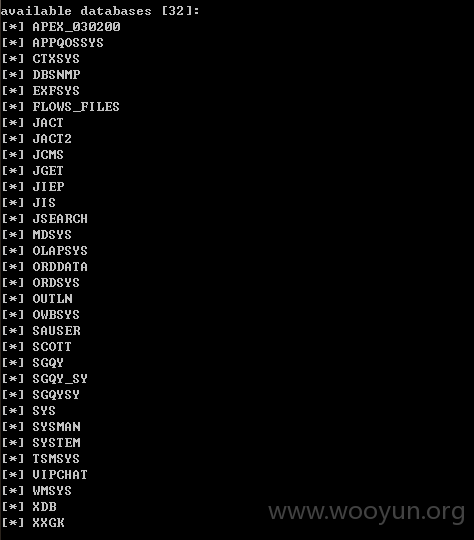 available databases [32]:
[*] APEX_030200
[*] APPQOSSYS
[*] CTXSYS
[*] DBSNMP
[*] EXFSYS
[*] FLOWS_FILES
[*] JACT
[*] JACT2
[*] JCMS
[*] JGET
[*] JIEP
[*] JIS
[*] JSEARCH
[*] MDSYS
[*] OLAPSYS
[*] ORDDATA
[*] ORDSYS
[*] OUTLN
[*] OWBSYS
[*] SAUSER
[*] SCOTT
[*] SGQY
[*] SGQY_SY
[*] SGQYSY
[*] SYS
[*] SYSMAN
[*] SYSTEM
[*] TSMSYS
[*] VIPCHAT
[*] WMSYS
[*] XDB
[*] XXGK
www.wooyun.org